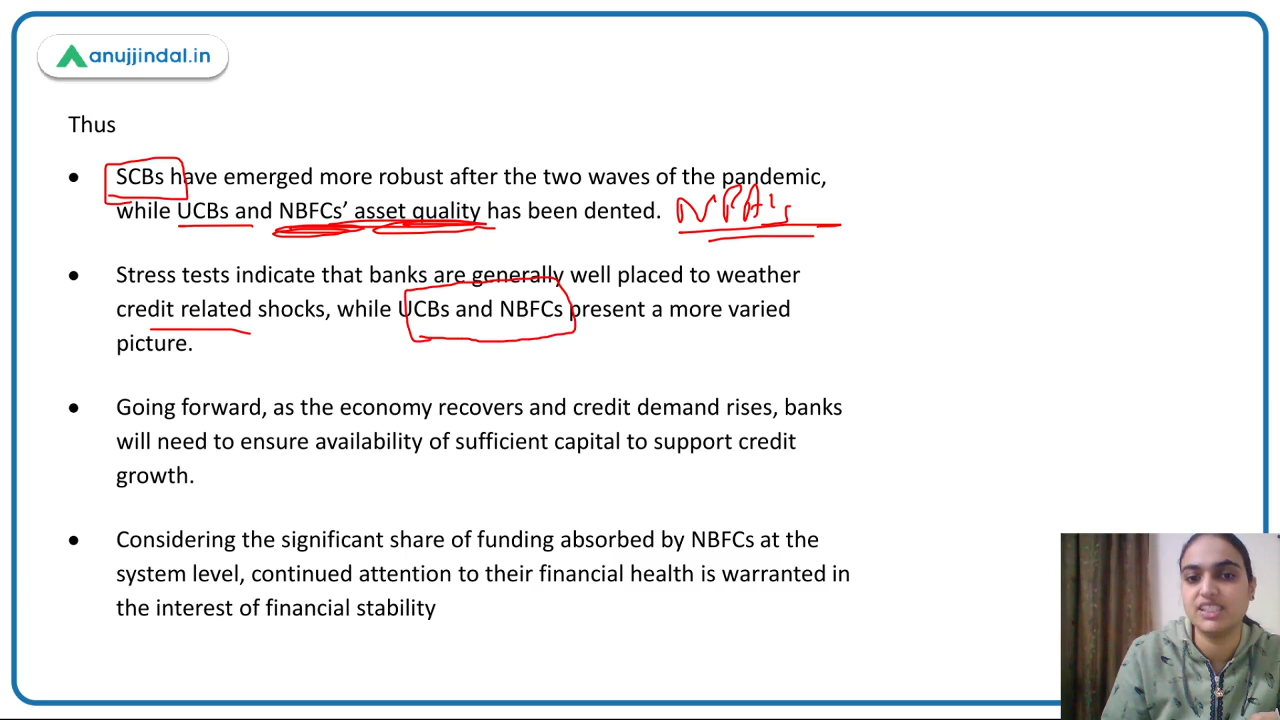 anujjindal.in
Thus
• SCBs have emerged more robust after the two waves of the pandemic,
while UCBs and NBFCs’ asset quality has been dented. NPA's
• Stress tests indicate that banks are generally well placed to weather
credit related shocks, while UCBs and NBFCs present a more varied
picture.
• Going forward, as the economy recovers and credit demand rises, banks
will need to ensure availability of sufficient capital to support credit
growth.
• Considering the significant share of funding absorbed by NBFCs at the
system level, continued attention to their financial health is warranted in
the interest of financial stability